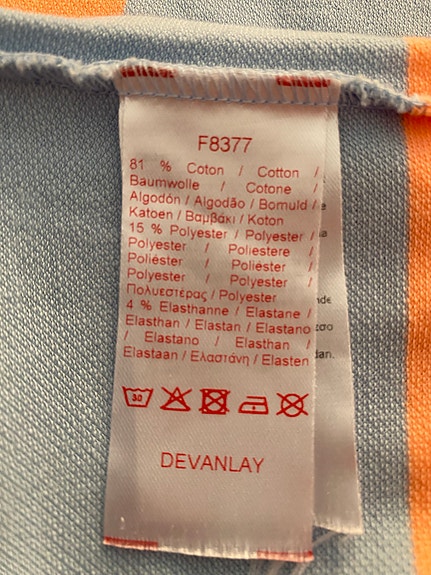 F8377
81 % Coton / Cotton /
Baumwolle / Cotone /
Algodón / Algodão / Bomuld /
Katoen / Βαμβάκι / Koton
15 % Polyester / Polyester /
Polyester / Poliestere /
Poliéster / Poliéster /
Polyester / Polyester /
Πολυεστέρας / Polyester
4 % Elasthanne / Elastane /
Elasthan / Elastan / Elastano
/ Elastano / Elasthan /
Elastaan / Ελαστάνη / Elasten
30
DEVANLAY